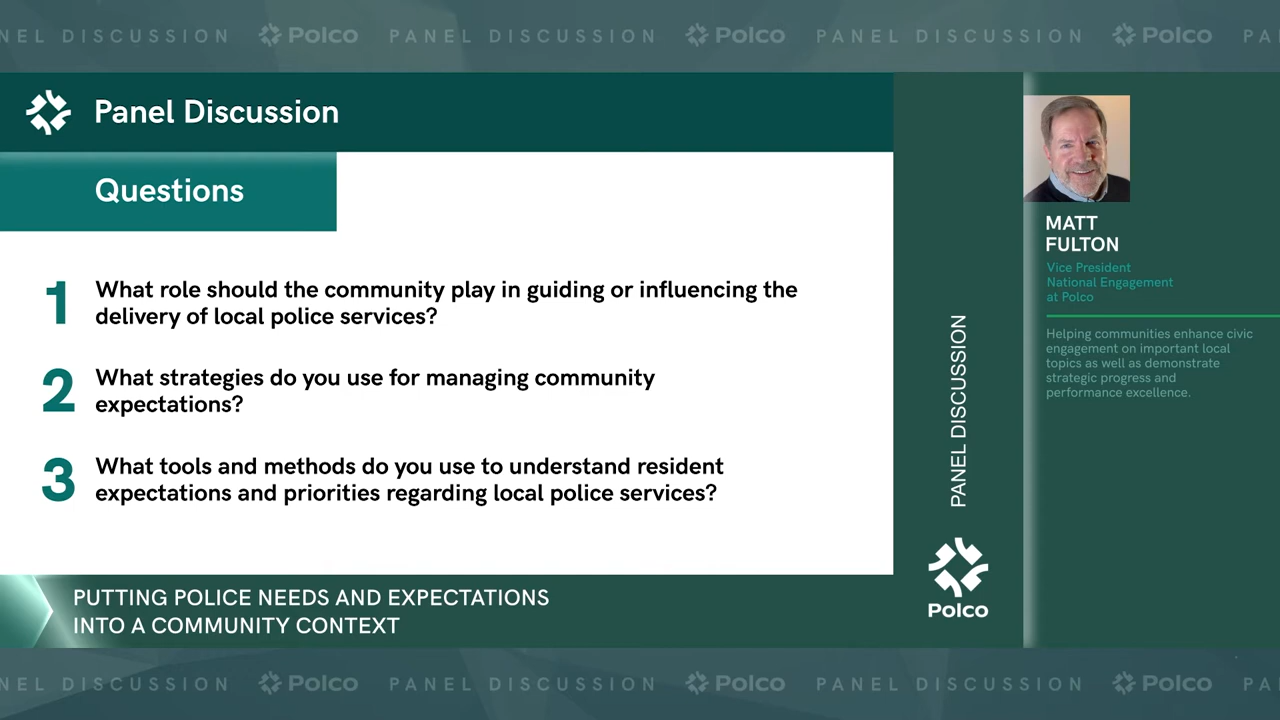 NEL DISCUSSION Polco PANEL DISCUSSION Polco PANEL DISCUSSION Polco PA
Panel Discussion
Questions
1 What role should the community play in guiding or influencing the
delivery of local police services?
2 What strategies do you use for managing community
expectations?
3 What tools and methods do you use to understand resident
expectations and priorities regarding local police services?
PUTTING POLICE NEEDS AND EXPECTATIONS
INTO A COMMUNITY CONTEXT
PANEL DISCUSSION
Polco
MATT
FULTON
Vice President
National Engagement
at Polco
Helping communities enhance civic
engagement on important local
topics as well as demonstrate
strategic progress and
performance excellence.
NEL DISCUSSION Polco PANEL DISCUSSION Polco PANEL DISCUSSION Polco PA